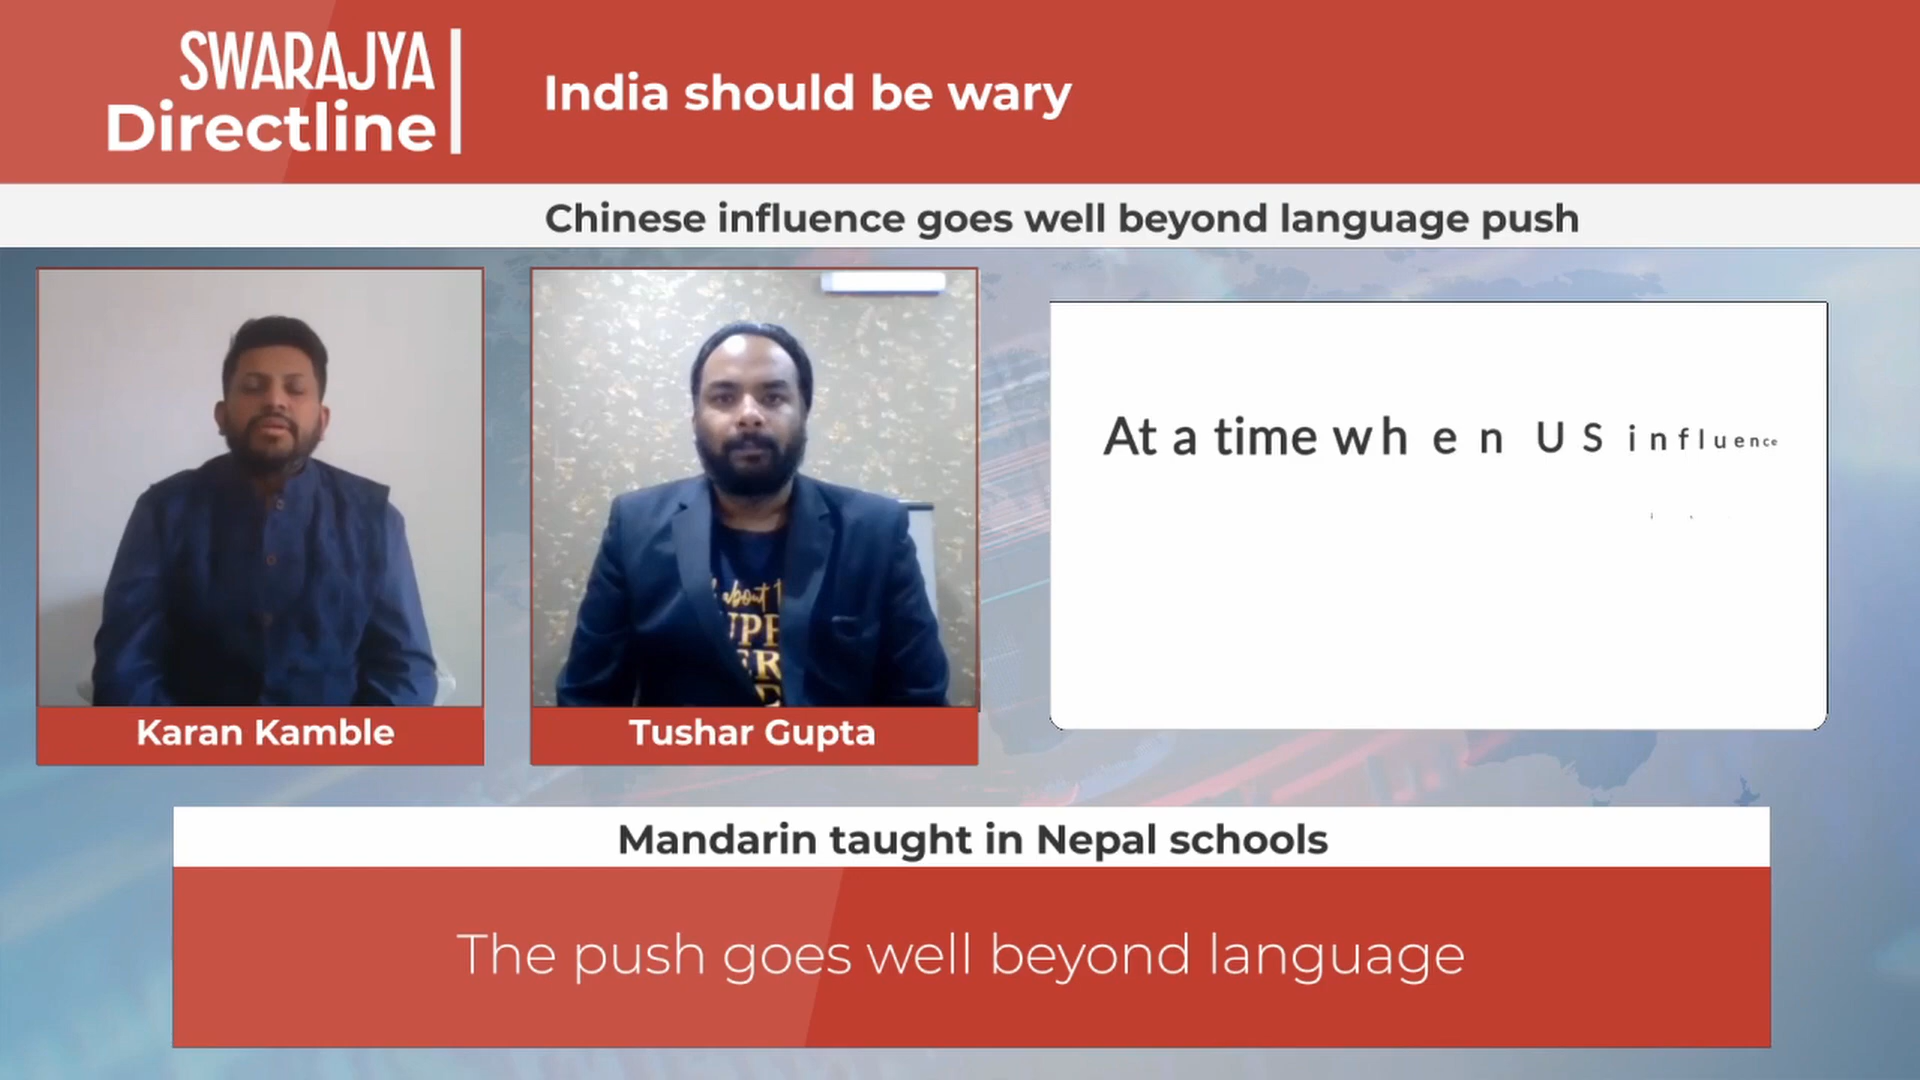 SWARAJYA
Directline
India should be wary
Chinese influence goes well beyond language push
about
At a time when US influence
Karan Kamble
Tushar Gupta
Mandarin taught in Nepal schools
The push goes well beyond language